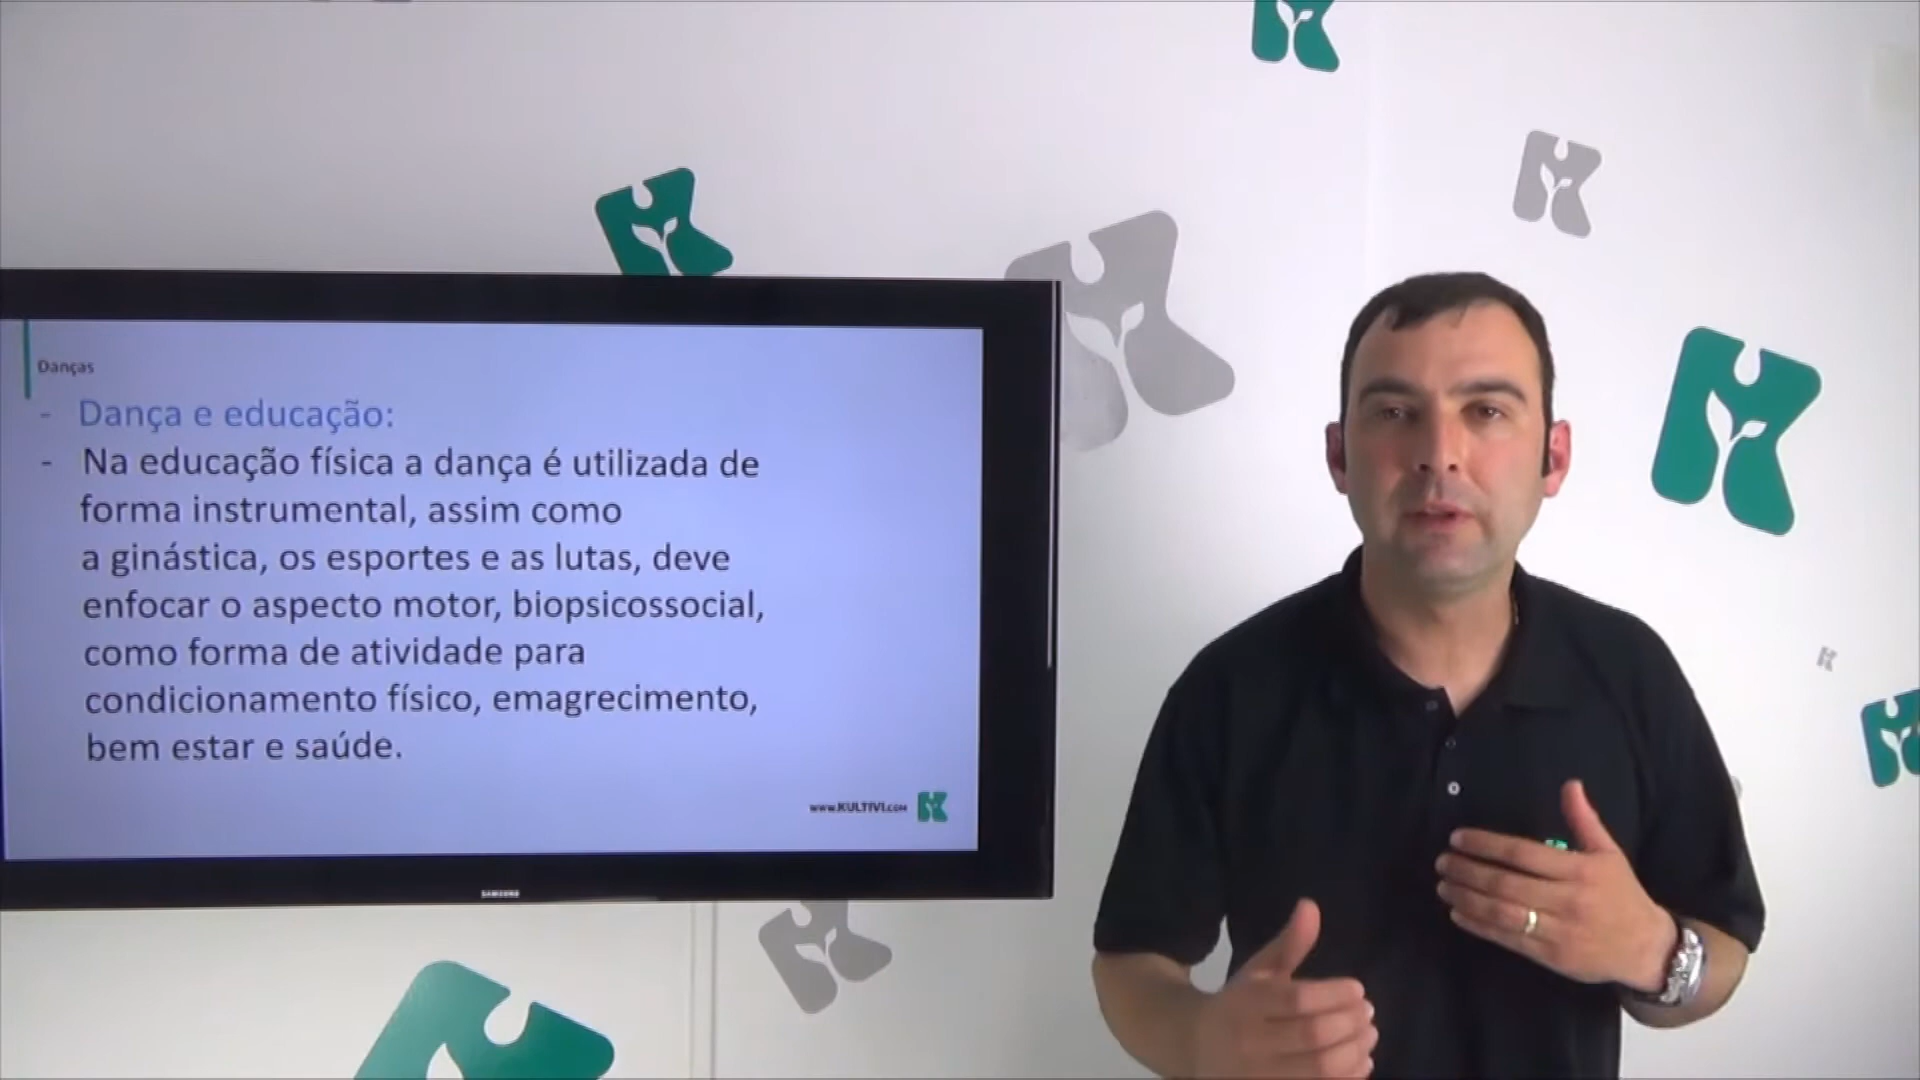 Danças
- Dança e educação:
- Na educação física a dança é utilizada de
forma instrumental, assim como
a ginástica, os esportes e as lutas, deve
enfocar o aspecto motor, biopsicossocial,
como forma de atividade para
condicionamento físico, emagrecimento,
bem estar e saúde.
www.KULTIVI.com
SAMSUNG